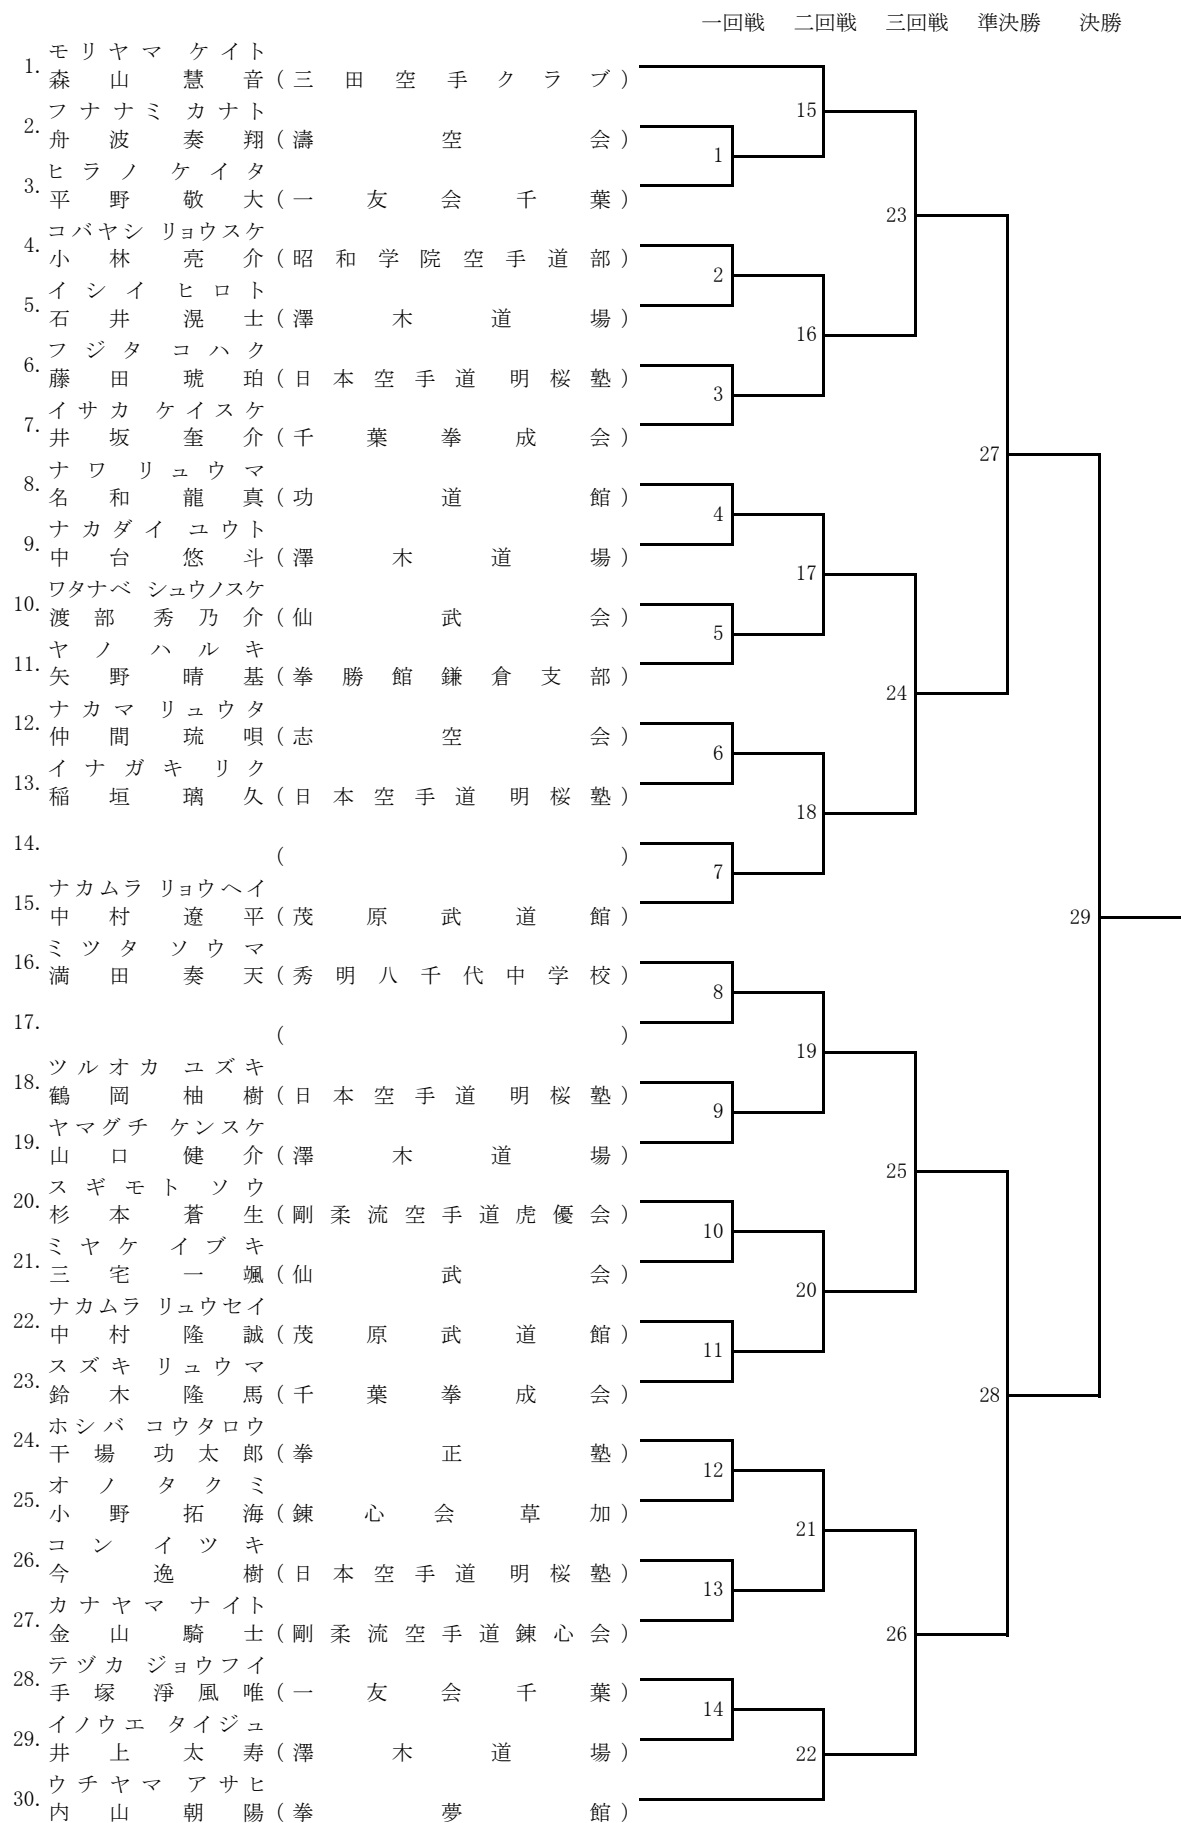 一回戦 二回戦 三回戦 準決勝 決勝
モリヤマ ケイト
1. 森山 慧音 (三田空手クラブ)
フナナミ カナト
2. 舟波 奏翔 (濤空会)
1
15
ヒラノ ケイタ
3. 平野 敬大 (一友会千葉)
23
コバヤシ リョウスケ
4. 小林 亮介 (昭和学院空手道部)
2
イシイ ヒロト
5. 石井 滉士 (澤木道場)
16
フジタ コハク
6. 藤田 琥珀 (日本空手道 明桜塾)
3
イサカ ケイスケ
7. 井坂 奎介 (千葉拳成会)
27
ナワ リュウマ
8. 名和 龍真 (功道館)
4
ナカダイ ユウト
9. 中台 悠斗 (澤木道場)
17
ワタナベ シュウノスケ
10. 渡部 秀乃介 (仙武会)
5
ヤノ ハルキ
11. 矢野 晴基 (拳勝館鎌倉支部)
24
ナカマ リュウタ
12. 仲間 琉唄 (志空会)
6
イナガキ リク
13. 稲垣 璃久 (日本空手道 明桜塾)
18
14. ( )
7
ナカムラ リョウヘイ
15. 中村 遼平 (茂原武道館)
29
ミツタ ソウマ
16. 満田 奏天 (秀明八千代中学校)
8
17. ( )
19
ツルオカ ユズキ
18. 鶴岡 柚樹 (日本空手道 明桜塾)
9
ヤマグチ ケンスケ
19. 山口 健介 (澤木道場)
25
スギモト ソウ
20. 杉本 蒼生 (剛柔流空手道虎優会)
10
ミヤケ イブキ
21. 三宅 一颯 (仙武会)
20
ナカムラ リュウセイ
22. 中村 隆誠 (茂原武道館)
11
スズキ リュウマ
23. 鈴木 隆馬 (千葉拳成会)
28
ホシバ コウタロウ
24. 干場 功太郎 (拳正塾)
12
オノ タクミ
25. 小野 拓海 (錬心会草加)
21
コン イツキ
26. 今 逸樹 (日本空手道 明桜塾)
13
カナヤマ ナイト
27. 金山 騎士 (剛柔流空手道錬心会)
26
テヅカ ジョウフイ
28. 手塚 淨風唯 (一友会千葉)
14
イノウエ タイジュ
29. 井上 太寿 (澤木道場)
22
ウチヤマ アサヒ
30. 内山 朝陽 (拳夢館)